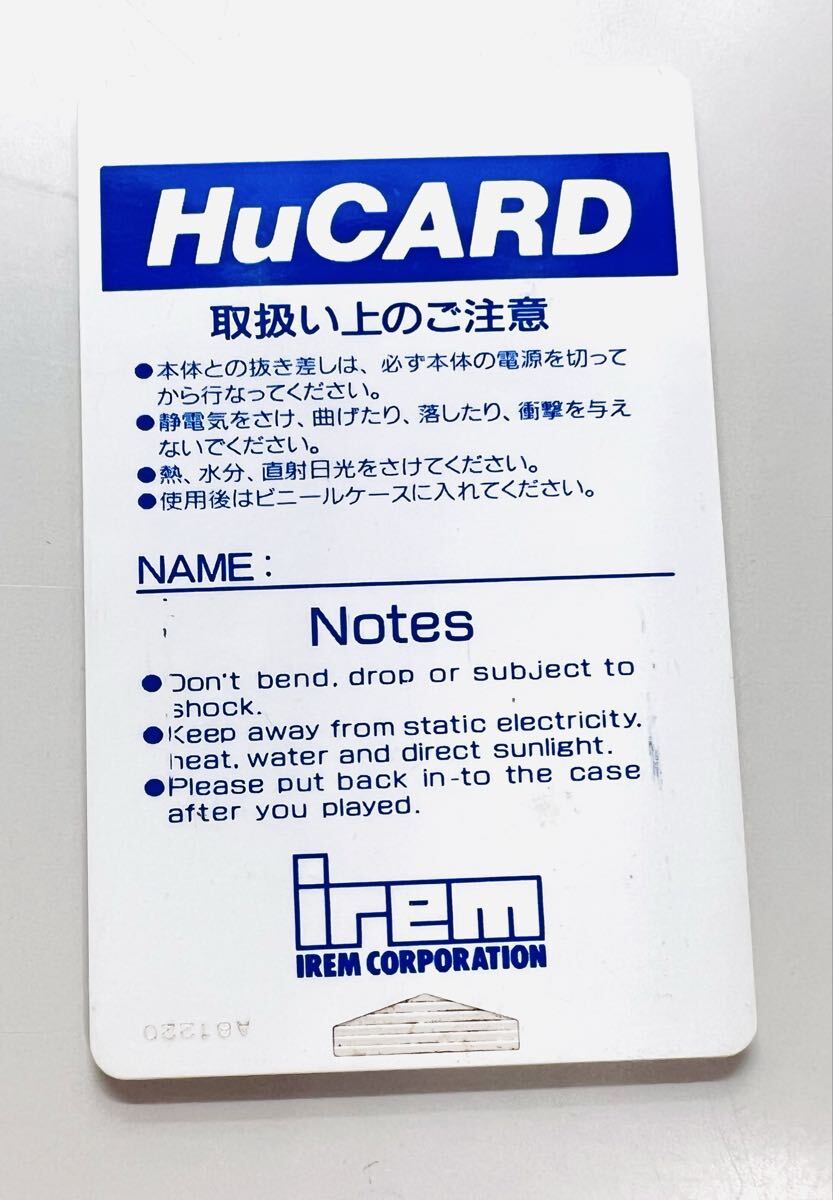 HuCARD
取扱い上のご注意
●本体との抜き差しは、必ず本体の電源を切って
から行なってください。
●静電気をさけ、曲げたり、落したり、衝撃を与え
ないでください。
●熱、水分、直射日光をさけてください。
●使用後はビニールケースに入れてください。
NAME:
Notes
●Don't bend, drop or subject to
shock.
●Keep away from static electricity,
heat, water and direct sunlight.
●Please put back in-to the case
after you played.
irem
IREM CORPORATION